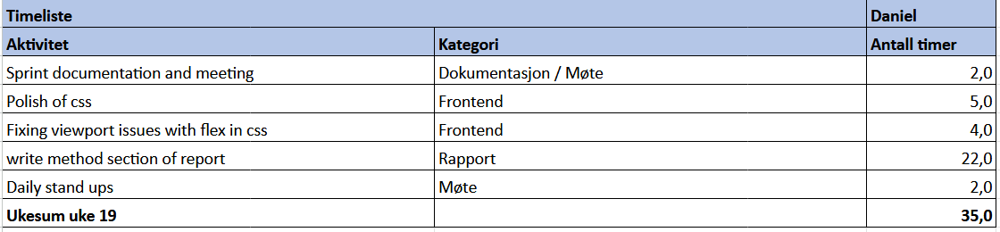 Timeliste Daniel
Aktivitet Kategori Antall timer
Sprint documentation and meeting Dokumentasjon / Møte 2,0
Polish of css Frontend 5,0
Fixing viewport issues with flex in css Frontend 4,0
write method section of report Rapport 22,0
Daily stand ups Møte 2,0
Ukesum uke 19 35,0